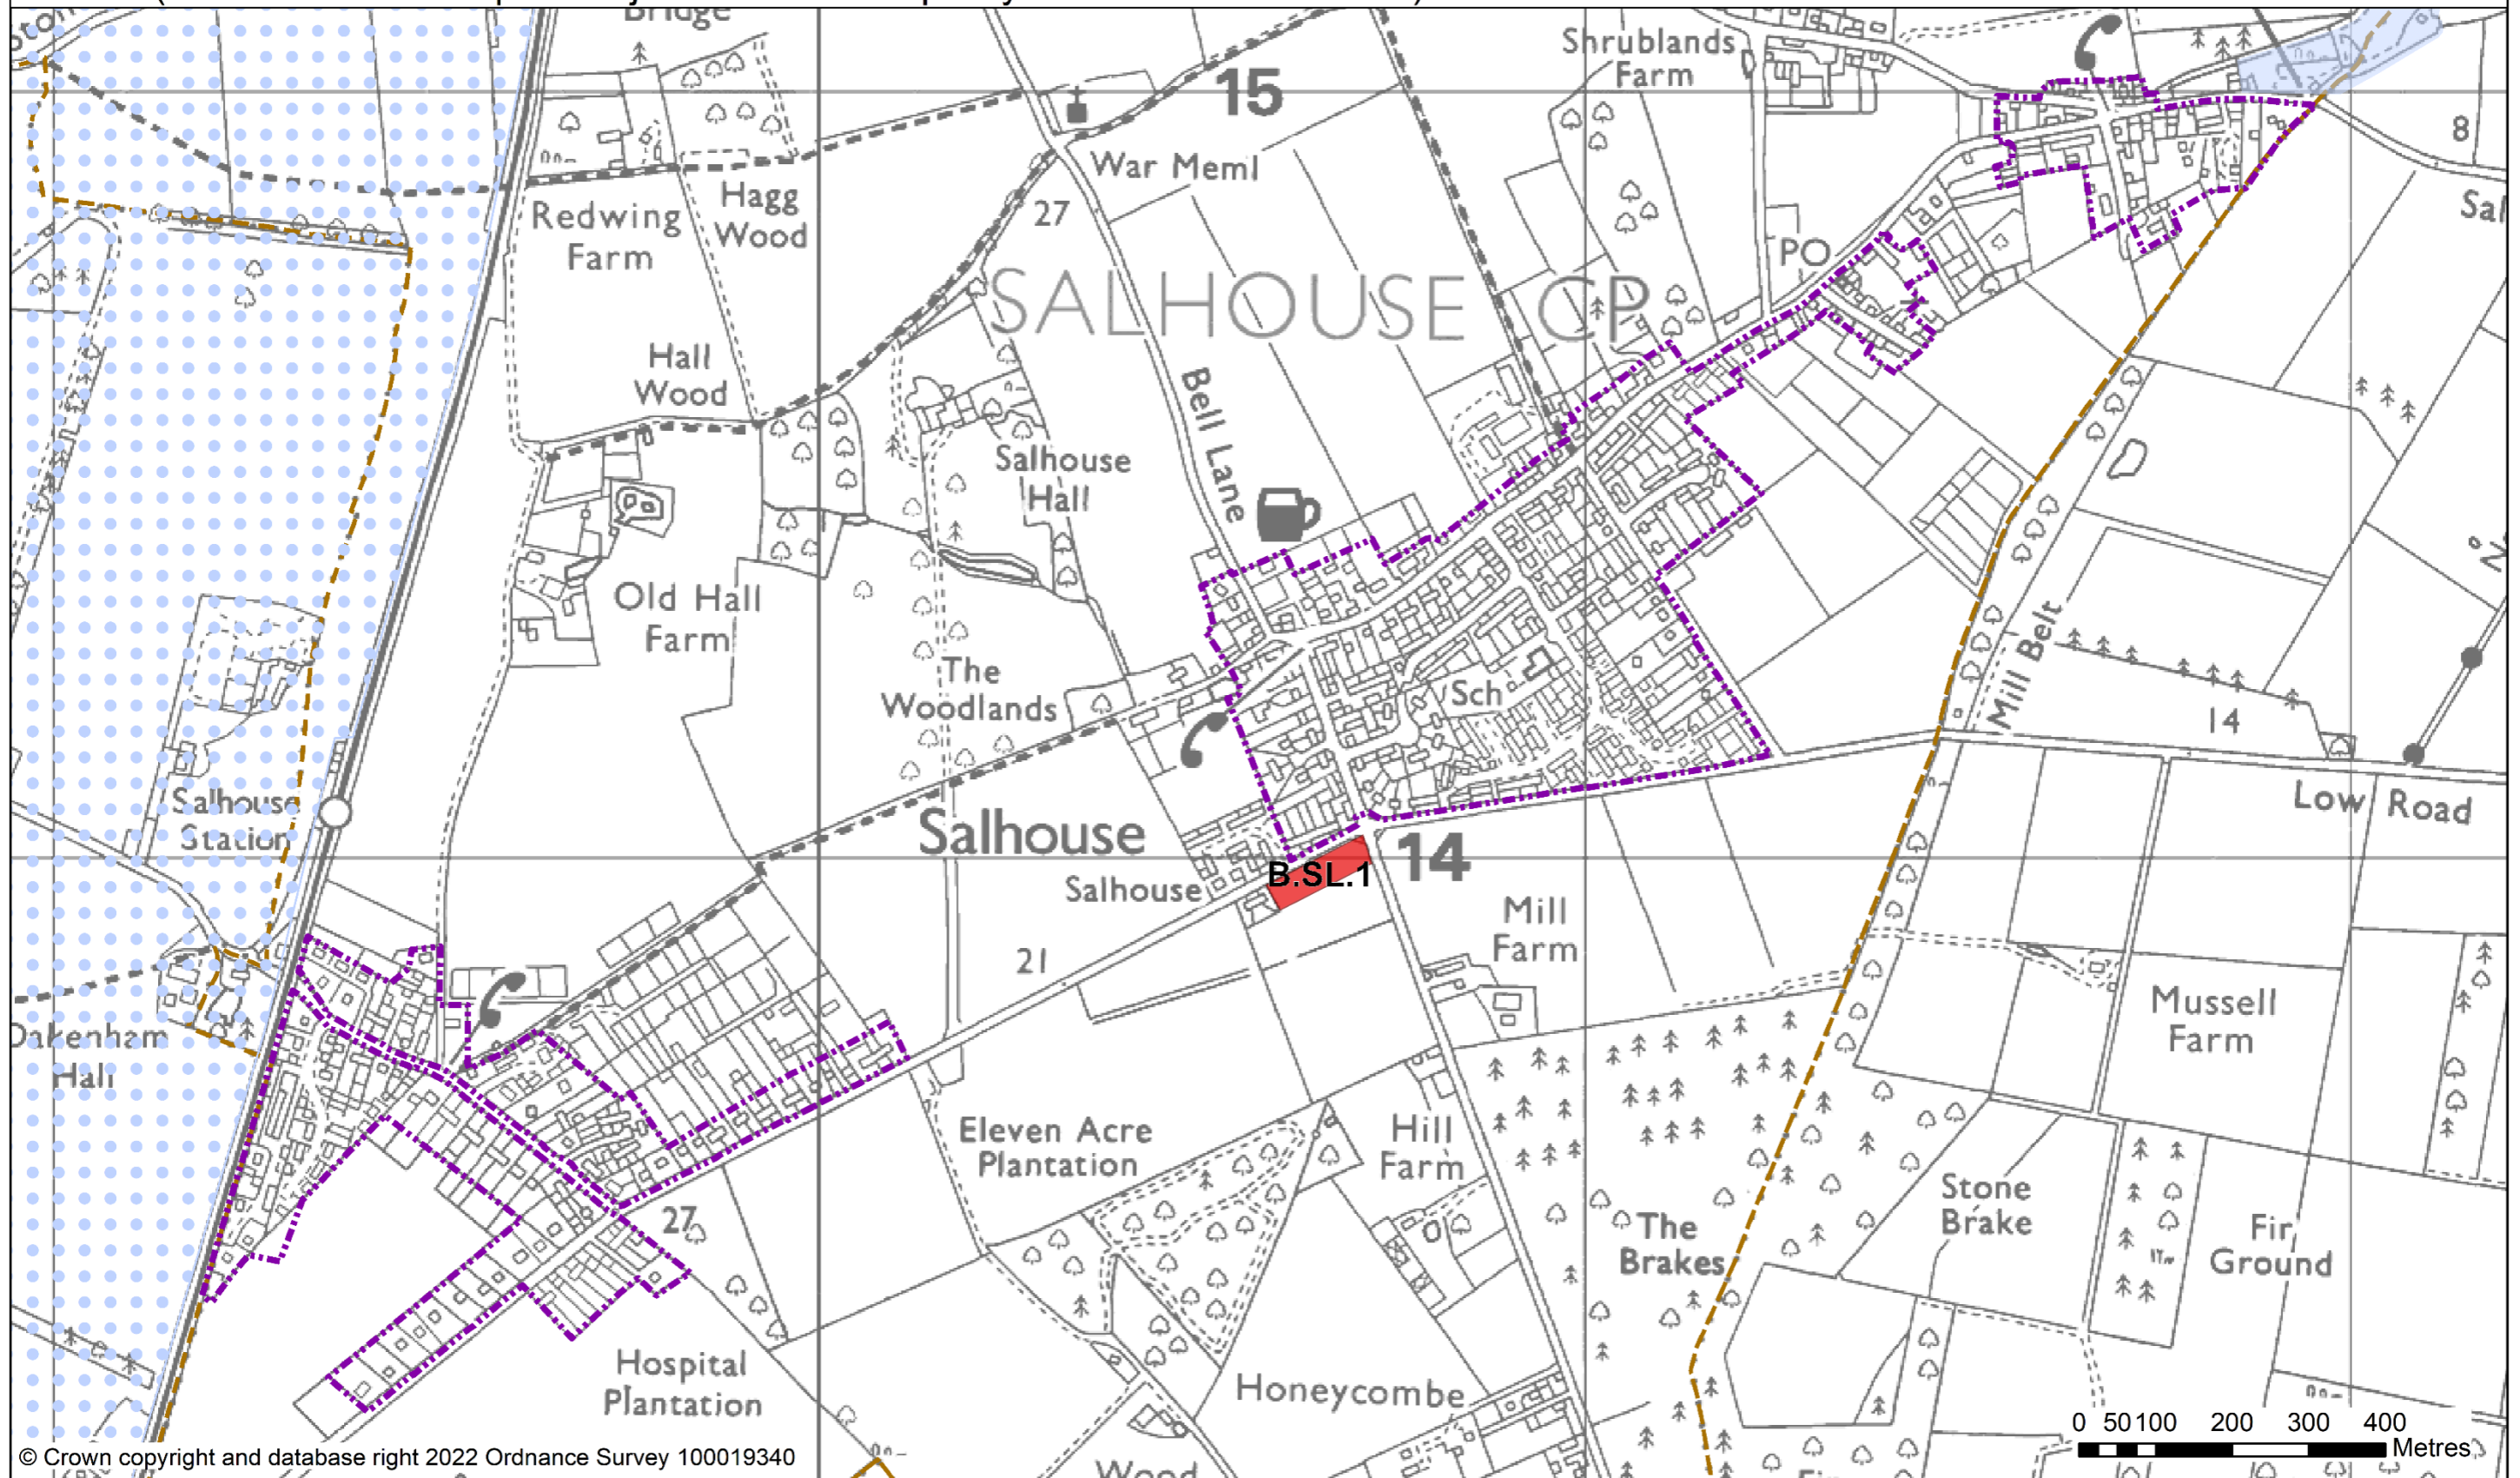 Bridge
Shrublands
Farm
15
War Meml
8
Hagg
Wood
Redwing
Farm
27
Sal
PO
SALHOUSE CP
Hall
Wood
Bell Lane
Salhouse
Hall
Old Hall
Farm
The
Woodlands
Sch
Mill Belt
14
Low Road
Salhouse
Station
Salhouse
14
B.SL.1
Salhouse
Mill
Farm
21
Mussell
Farm
Oakenham
Hall
Eleven Acre
Plantation
Hill
Farm
Stone
Brake
27
The
Brakes
Fir
Ground
Hospital
Plantation
Honeycombe
0 50 100 200 300 400
Metres
© Crown copyright and database right 2022 Ordnance Survey 100019340
Wood
Fir